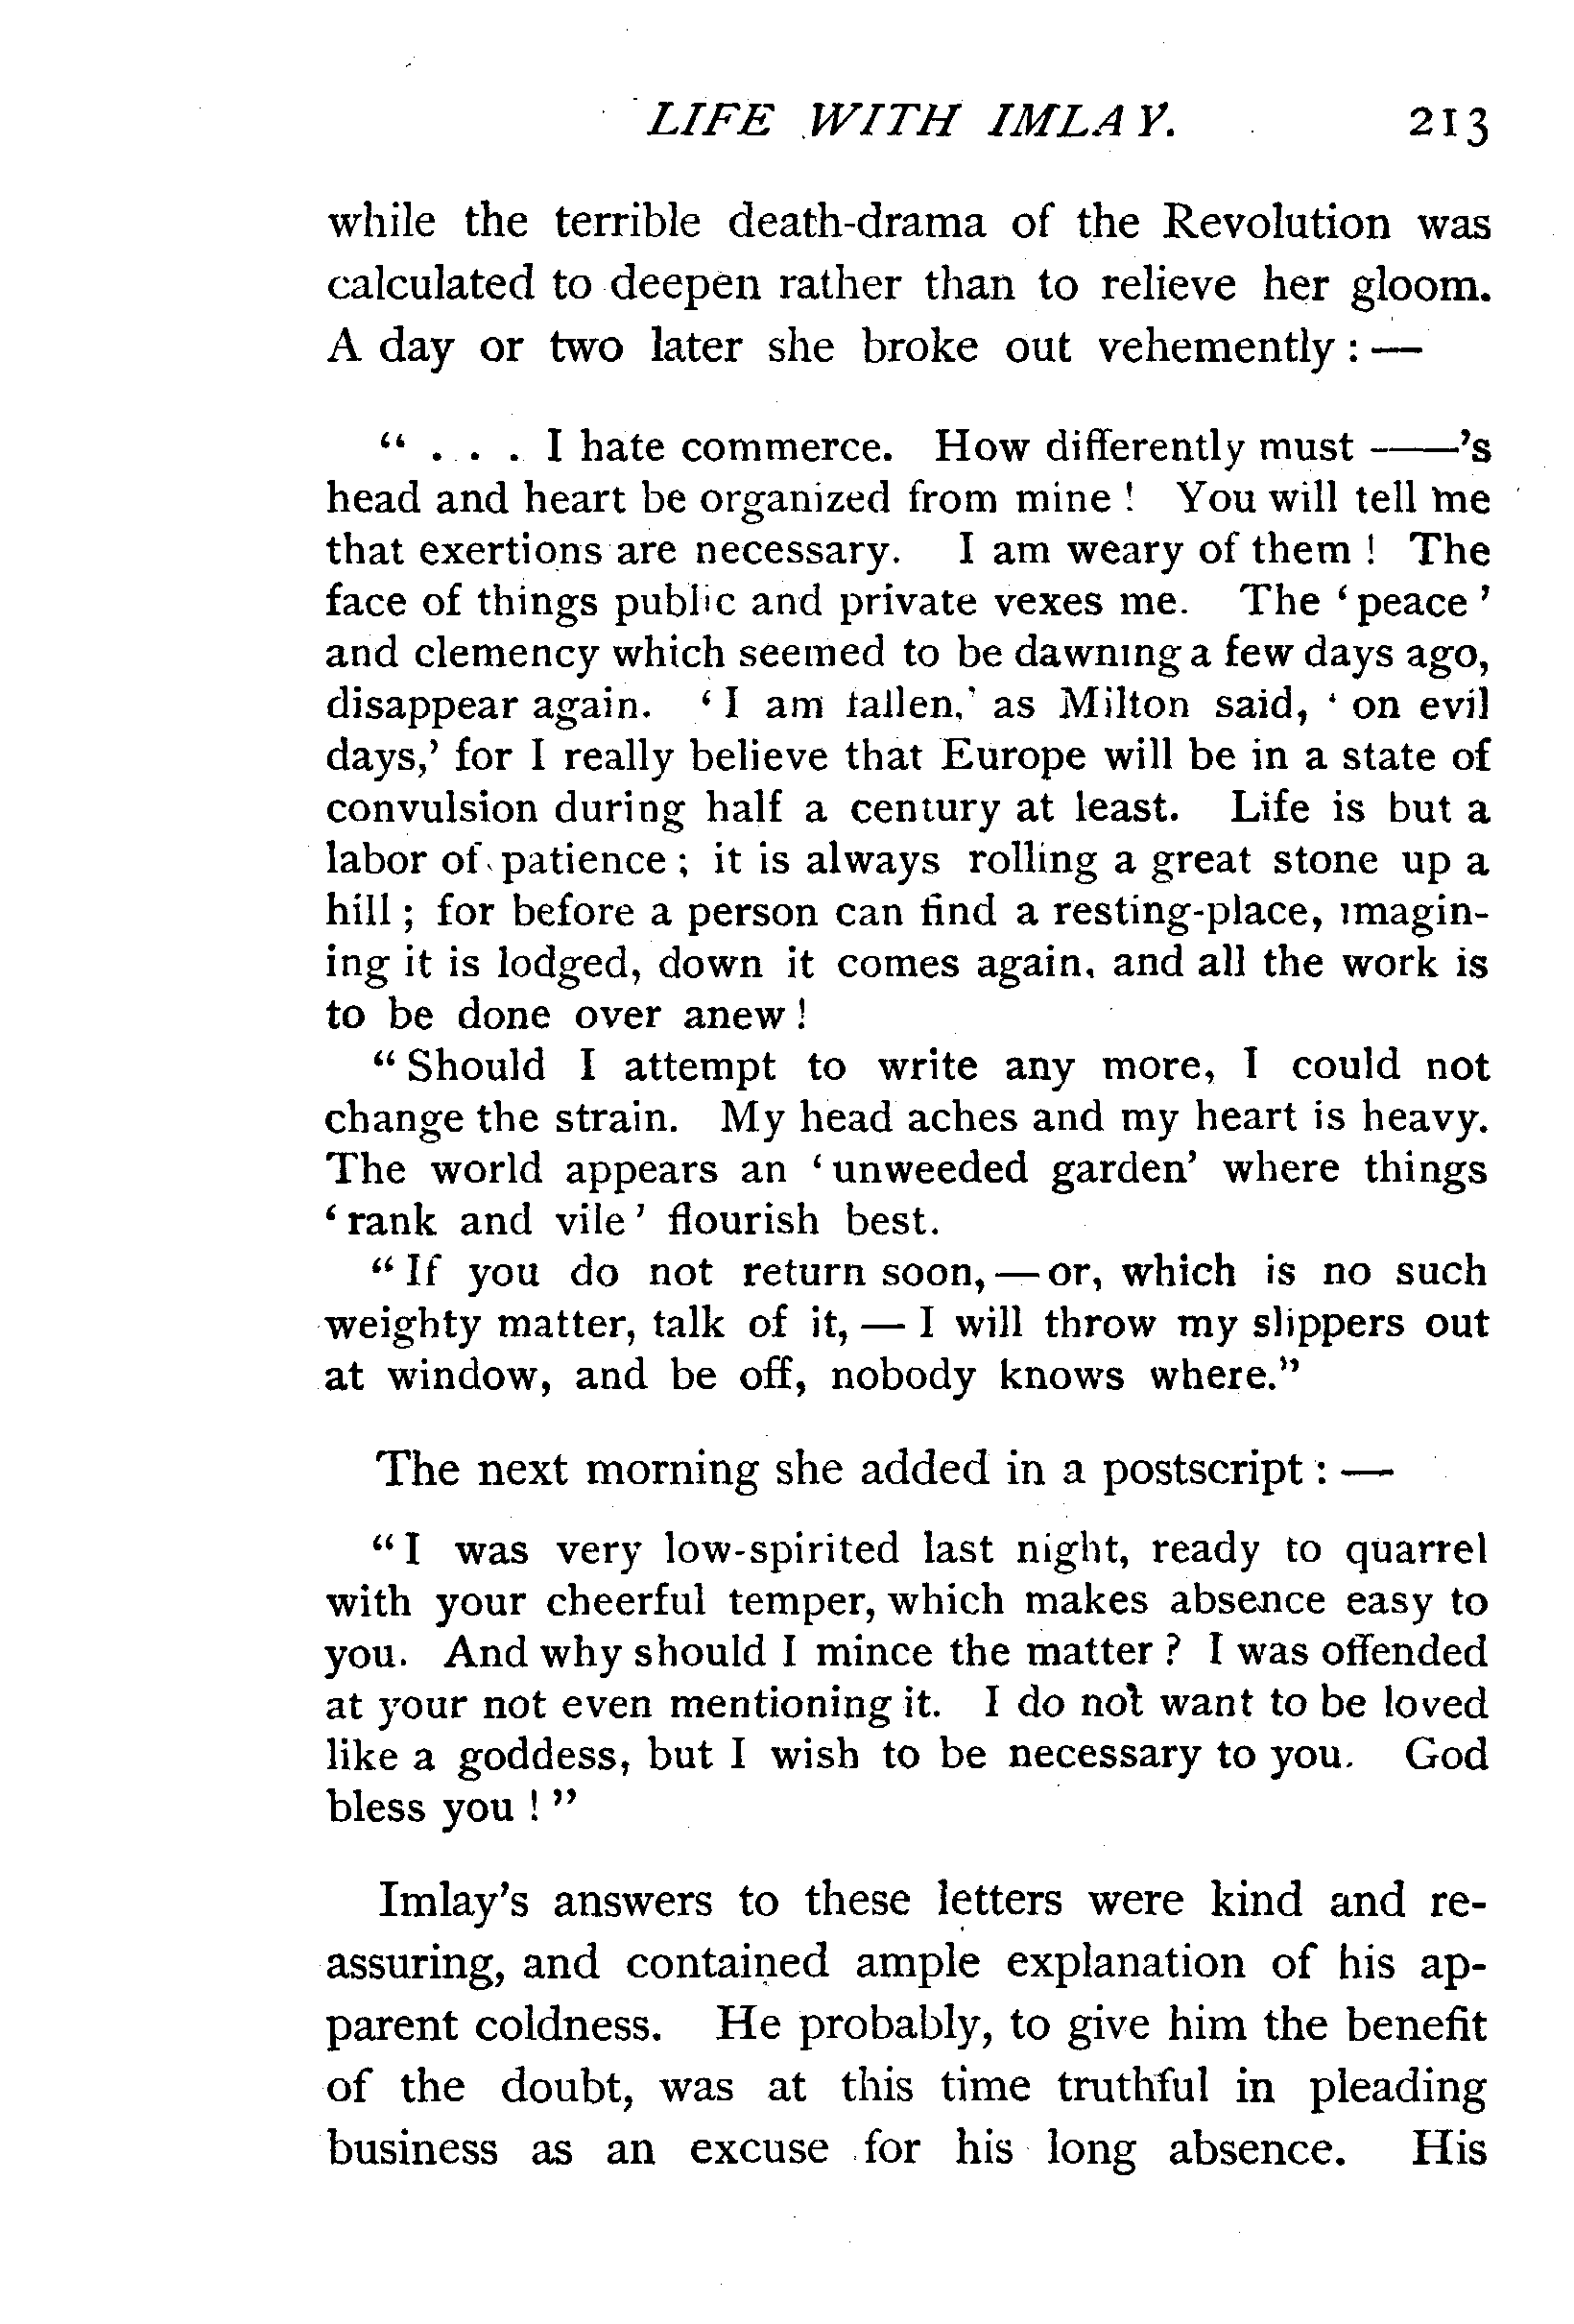 LIFE WITH IMLAY. 213
while the terrible death-drama of the Revolution was
calculated to deepen rather than to relieve her gloom.
A day or two later she broke out vehemently : —
“ . . . I hate commerce. How differently must ——’s
head and heart be organized from mine ! You will tell me
that exertions are necessary. I am weary of them ! The
face of things public and private vexes me. The ‘ peace ’
and clemency which seemed to be dawning a few days ago,
disappear again. ‘ I am fallen,’ as Milton said, ‘ on evil
days,’ for I really believe that Europe will be in a state of
convulsion during half a century at least. Life is but a
labor of patience ; it is always rolling a great stone up a
hill ; for before a person can find a resting-place, imagin-
ing it is lodged, down it comes again, and all the work is
to be done over anew !
“ Should I attempt to write any more, I could not
change the strain. My head aches and my heart is heavy.
The world appears an ‘ unweeded garden’ where things
‘ rank and vile ’ flourish best.
“ If you do not return soon, — or, which is no such
weighty matter, talk of it, — I will throw my slippers out
at window, and be off, nobody knows where.”
The next morning she added in a postscript : —
“ I was very low-spirited last night, ready to quarrel
with your cheerful temper, which makes absence easy to
you. And why should I mince the matter ? I was offended
at your not even mentioning it. I do not want to be loved
like a goddess, but I wish to be necessary to you. God
bless you ! ”
Imlay’s answers to these letters were kind and re-
assuring, and contained ample explanation of his ap-
parent coldness. He probably, to give him the benefit
of the doubt, was at this time truthful in pleading
business as an excuse for his long absence. His